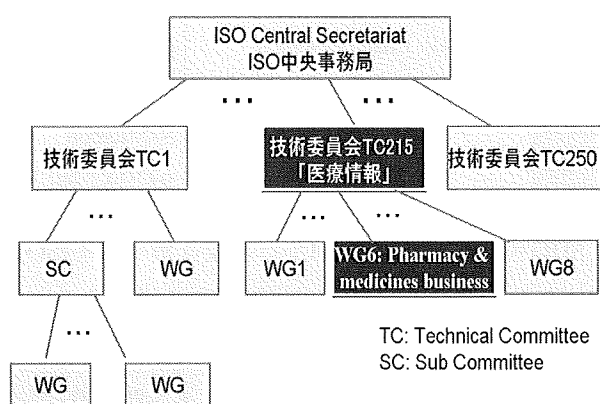 ISO Central Secretariat
ISO中央事務局
...
...
技術委員会TC1
技術委員会TC215
「医療情報」
技術委員会TC250
...
...
...
SC
WG
WG1
WG6: Pharmacy &
medicines business
WG8
...
TC: Technical Committee
SC: Sub Committee
WG
WG